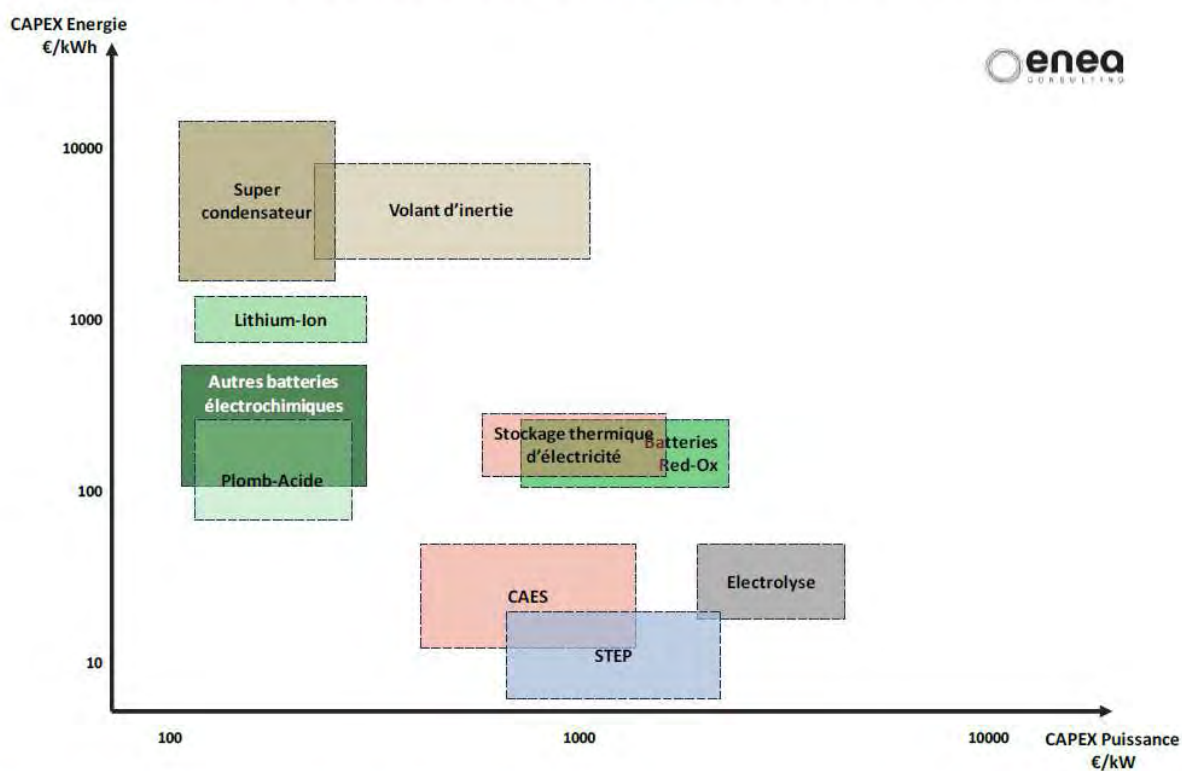 CAPEX Energie
€/kWh
enea
CONSULTING
10000
Super
condensateur
Volant d'inertie
1000
Lithium-Ion
Autres batteries
électrochimiques
Stockage thermique
d'électricité
Batteries
Red-Ox
Plomb-Acide
100
Electrolyse
CAES
STEP
10
100
1000
10000
CAPEX Puissance
€/kW